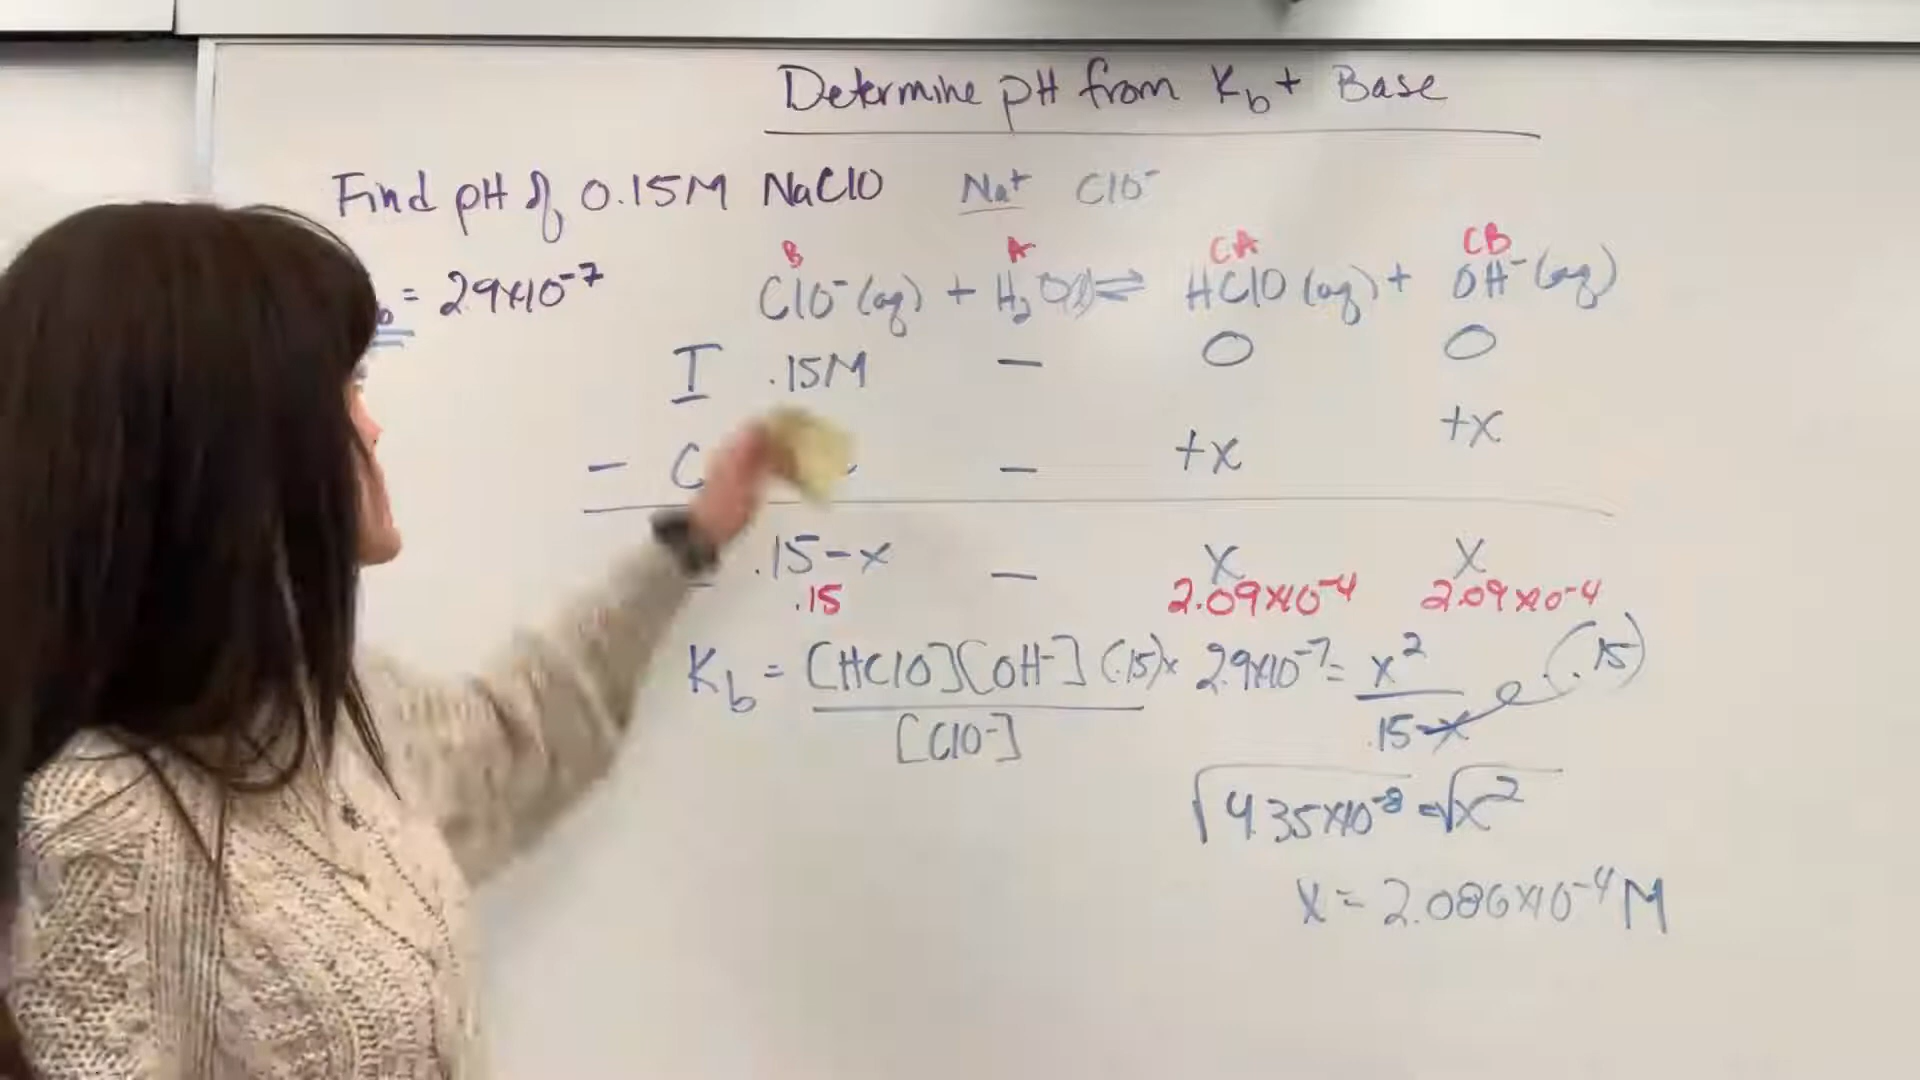 Determine pH from Kb + Base
Find pH of 0.15M NaClO Na+ ClO-
B A CA CB
b = 2.9x10-7 ClO-(aq) + H2O(l) ⇌ HClO(aq) + OH-(aq)
I .15M — O O
- C — +x +x
.15-x — x x
.15 2.09x10-4 2.09x10-4
Kb = [HClO][OH-] (.15)x 2.9x10-7 = x2 (.15)
[ClO-] .15-x
√4.35x10-8 = √x2
x = 2.086x10-4 M